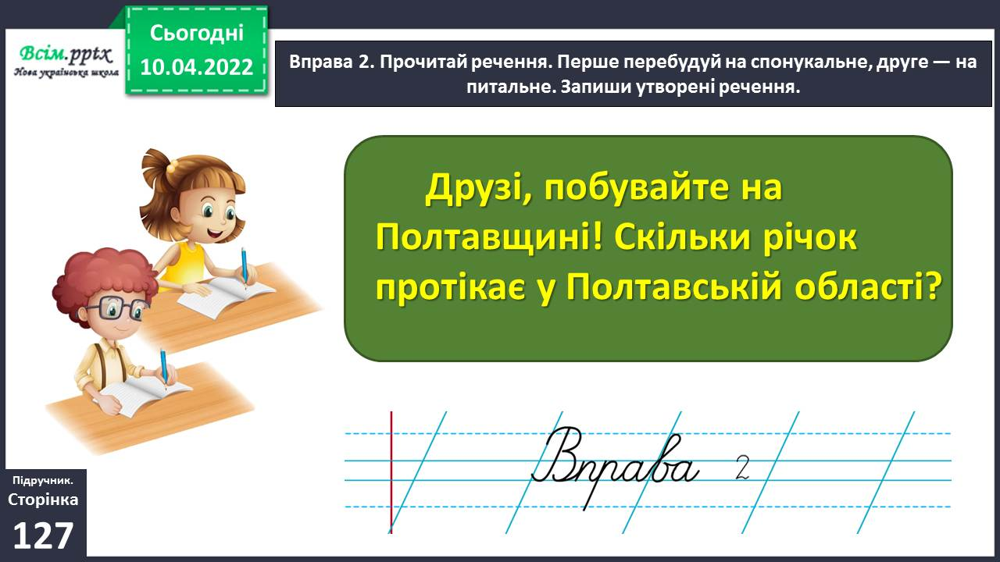 Всім.pptx
Нова українська школа
Сьогодні
10.04.2022
Вправа 2. Прочитай речення. Перше перебудуй на спонукальне, друге — на
питальне. Запиши утворені речення.
Друзі, побувайте на
Полтавщині! Скільки річок
протікає у Полтавській області?
Вправа 2
Підручник.
Сторінка
127